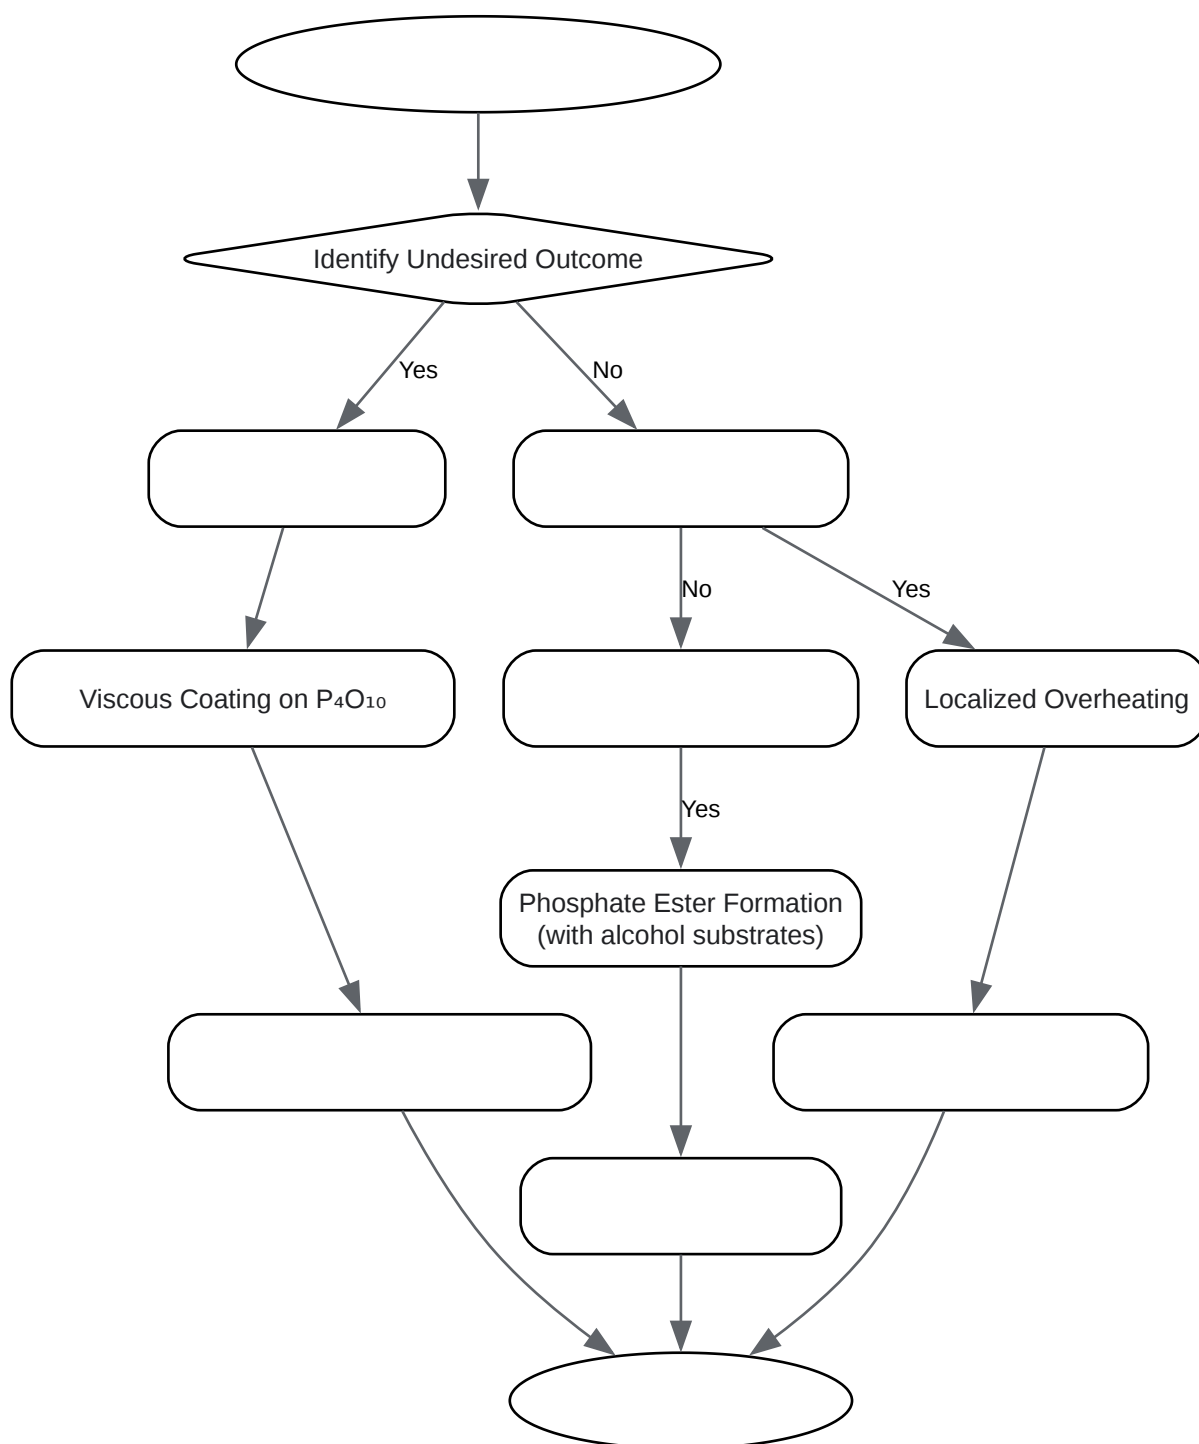 Identify Undesired Outcome
Yes
No
No
Yes
Viscous Coating on P₄O₁₀
Localized Overheating
Yes
Phosphate Ester Formation
(with alcohol substrates)